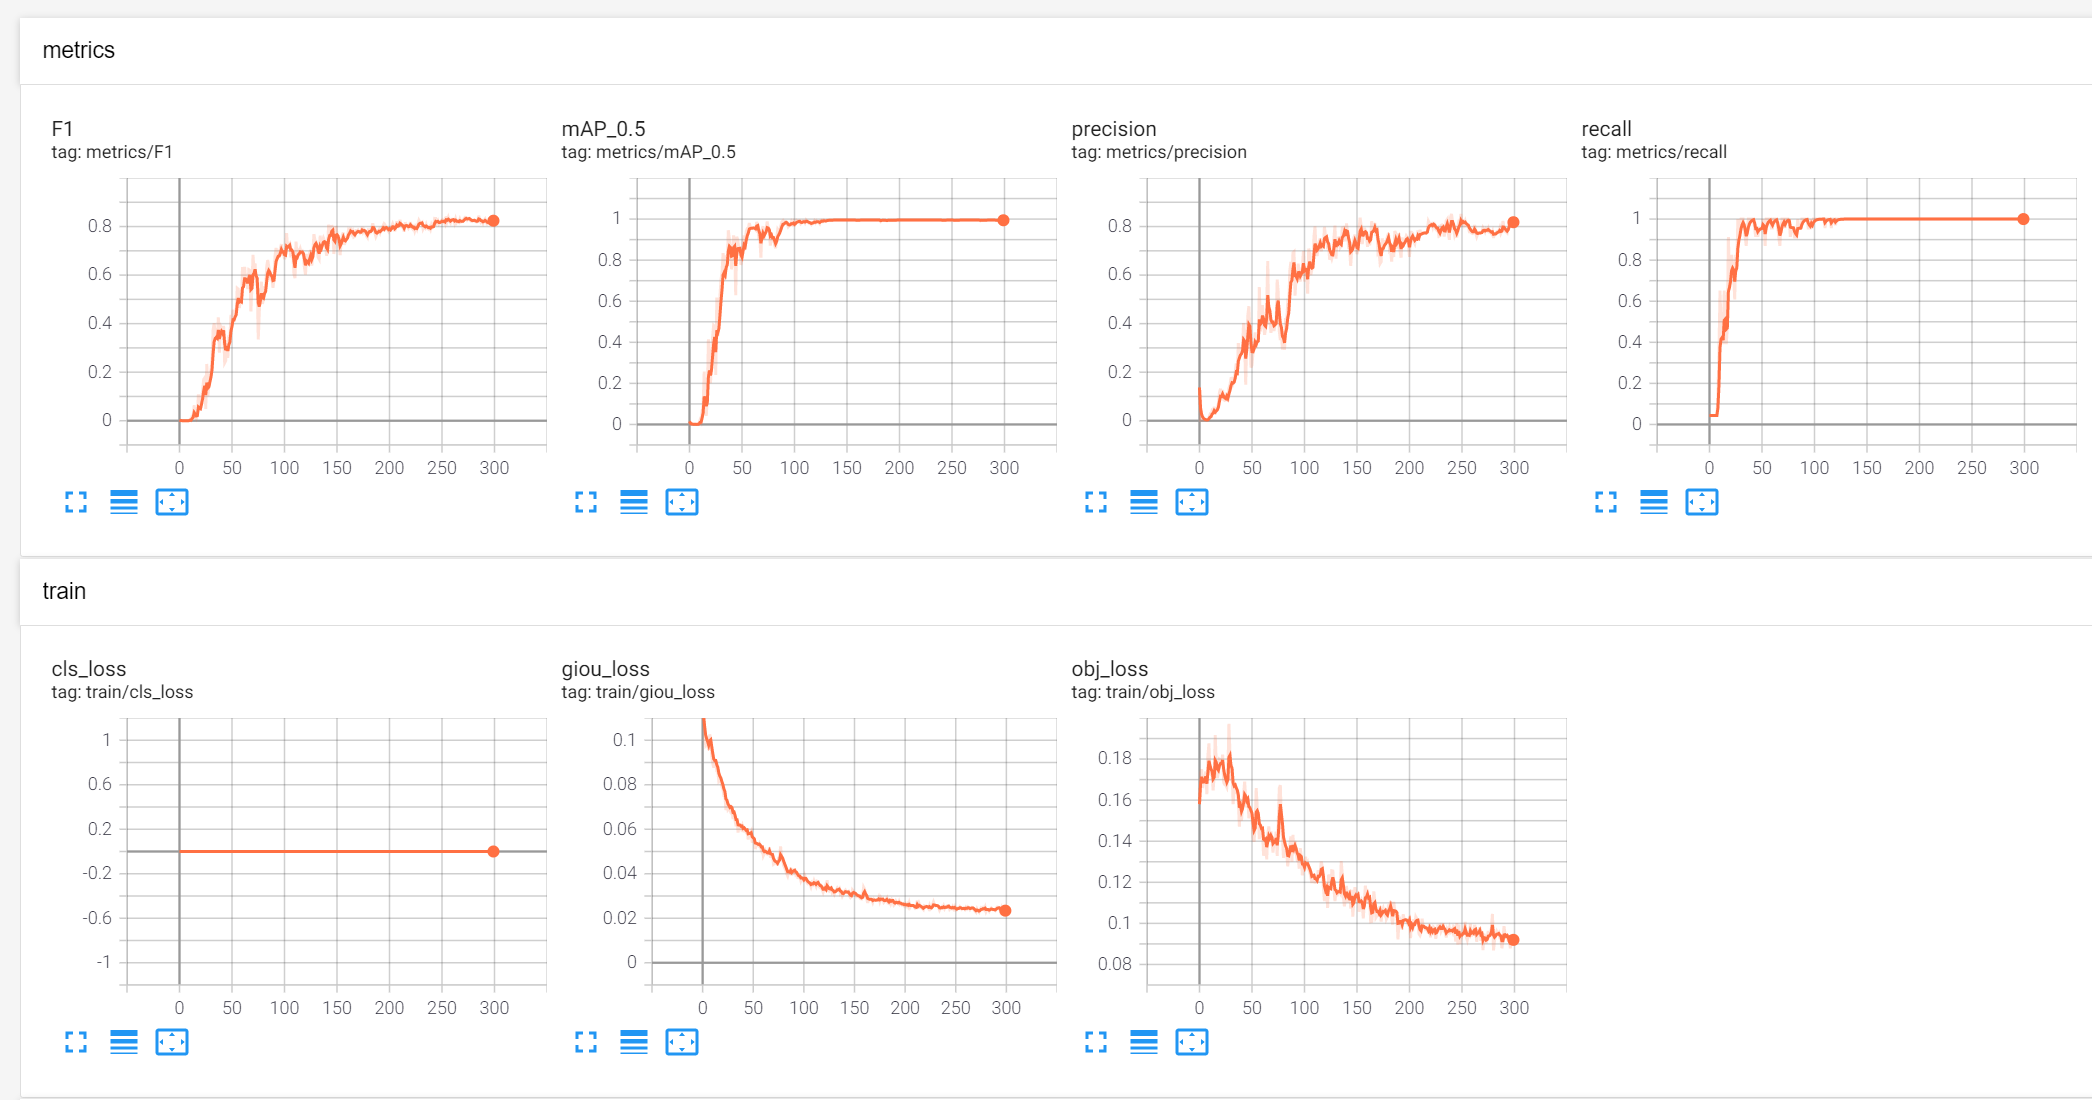 metrics
F1
tag: metrics/F1
0.8
0.6
0.4
0.2
0
0 50 100 150 200 250 300
mAP_0.5
tag: metrics/mAP_0.5
1
0.8
0.6
0.4
0.2
0
0 50 100 150 200 250 300
precision
tag: metrics/precision
0.8
0.6
0.4
0.2
0
0 50 100 150 200 250 300
recall
tag: metrics/recall
1
0.8
0.6
0.4
0.2
0
0 50 100 150 200 250 300
train
cls_loss
tag: train/cls_loss
1
0.6
0.2
-0.2
-0.6
-1
0 50 100 150 200 250 300
giou_loss
tag: train/giou_loss
0.1
0.08
0.06
0.04
0.02
0
0 50 100 150 200 250 300
obj_loss
tag: train/obj_loss
0.18
0.16
0.14
0.12
0.1
0.08
0 50 100 150 200 250 300